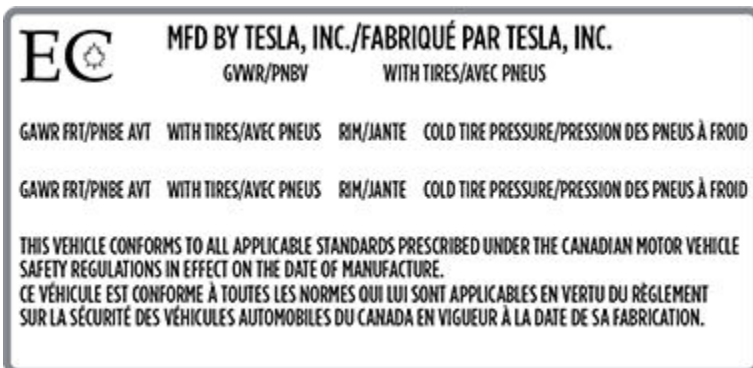 EC
MFD BY TESLA, INC./FABRIQUÉ PAR TESLA, INC.
GVWR/PNBV WITH TIRES/AVEC PNEUS
GAWR FRT/PNBE AVT WITH TIRES/AVEC PNEUS RIM/JANTE COLD TIRE PRESSURE/PRESSION DES PNEUS À FROID
GAWR FRT/PNBE AVT WITH TIRES/AVEC PNEUS RIM/JANTE COLD TIRE PRESSURE/PRESSION DES PNEUS À FROID
THIS VEHICLE CONFORMS TO ALL APPLICABLE STANDARDS PRESCRIBED UNDER THE CANADIAN MOTOR VEHICLE
SAFETY REGULATIONS IN EFFECT ON THE DATE OF MANUFACTURE.
CE VÉHICULE EST CONFORME À TOUTES LES NORMES QUI LUI SONT APPLICABLES EN VERTU DU RÈGLEMENT
SUR LA SÉCURITÉ DES VÉHICULES AUTOMOBILES DU CANADA EN VIGUEUR À LA DATE DE SA FABRICATION.